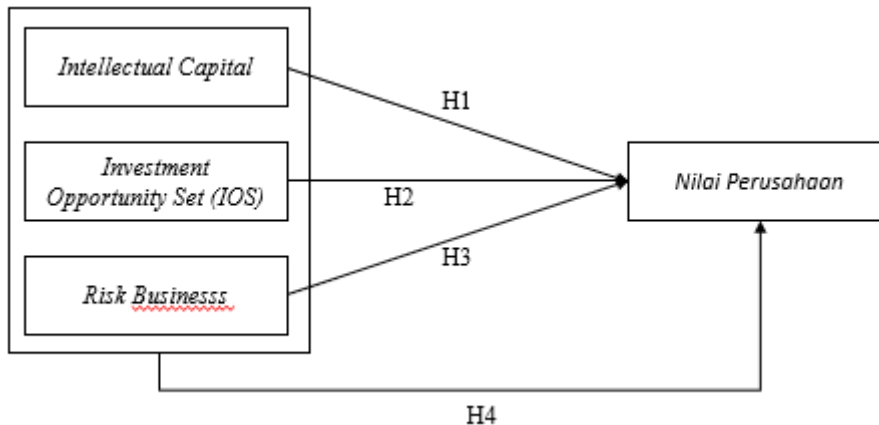 Intellectual Capital
H1
Investment
Opportunity Set (IOS)
H2
Nilai Perusahaan
H3
Risk Businesss
H4